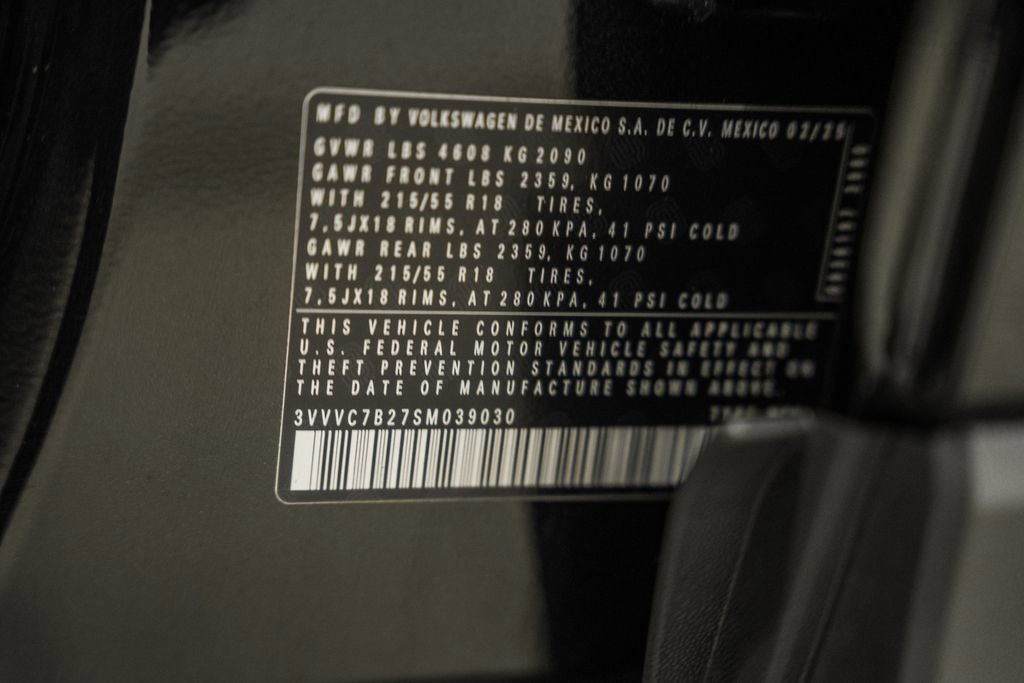 MFD BY VOLKSWAGEN DE MEXICO S.A. DE C.V. MEXICO 02/25
GVWR LBS 4608 KG 2090
GAWR FRONT LBS 2359, KG 1070
WITH 215/55 R18 TIRES,
7,5JX18 RIMS, AT 280 KPA, 41 PSI COLD
GAWR REAR LBS 2359, KG 1070
WITH 215/55 R18 TIRES,
7,5JX18 RIMS, AT 280 KPA, 41 PSI COLD
THIS VEHICLE CONFORMS TO ALL APPLICABLE
U.S. FEDERAL MOTOR VEHICLE SAFETY AND
THEFT PREVENTION STANDARDS IN EFFECT ON
THE DATE OF MANUFACTURE SHOWN ABOVE.
3VVVC7B27SM039030 TYPE